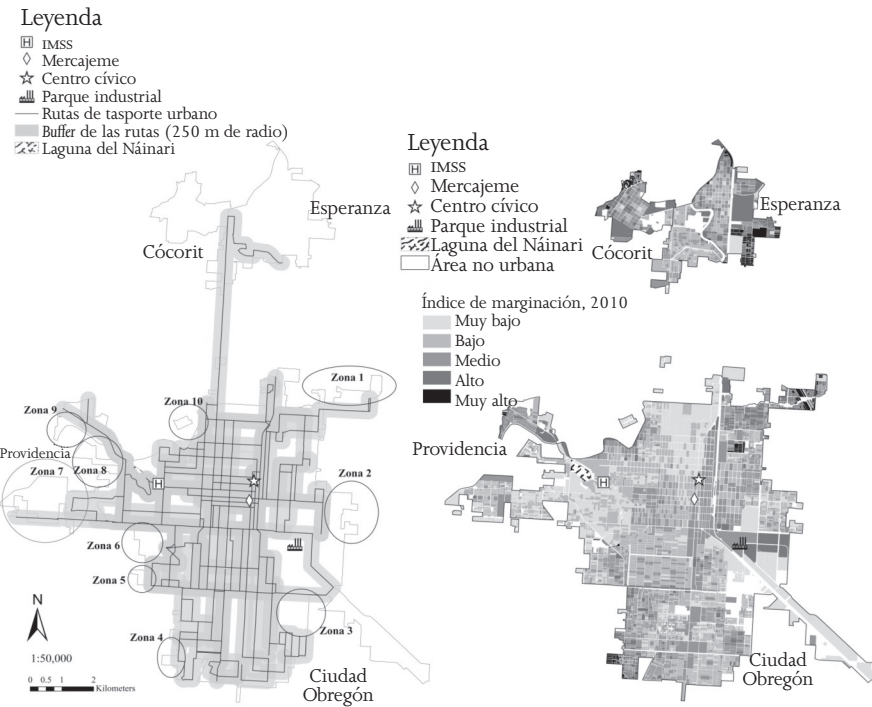 Leyenda
H IMSS
Mercajeme
Centro cívico
Parque industrial
Rutas de tasporte urbano
Buffer de las rutas (250 m de radio)
Laguna del Náinari
Esperanza
Cócorit
Zona 1
Zona 10
Zona 9
Providencia
Zona 7
Zona 8
H
Zona 2
Zona 6
Zona 5
Zona 4
Zona 3
N
1:50,000
0 0.5 1 2
Kilometers
Ciudad
Obregón
Leyenda
H IMSS
Mercajeme
Centro cívico
Parque industrial
Laguna del Náinari
Área no urbana
Índice de marginación, 2010
Muy bajo
Bajo
Medio
Alto
Muy alto
Esperanza
Cócorit
Providencia
H
Ciudad
Obregón